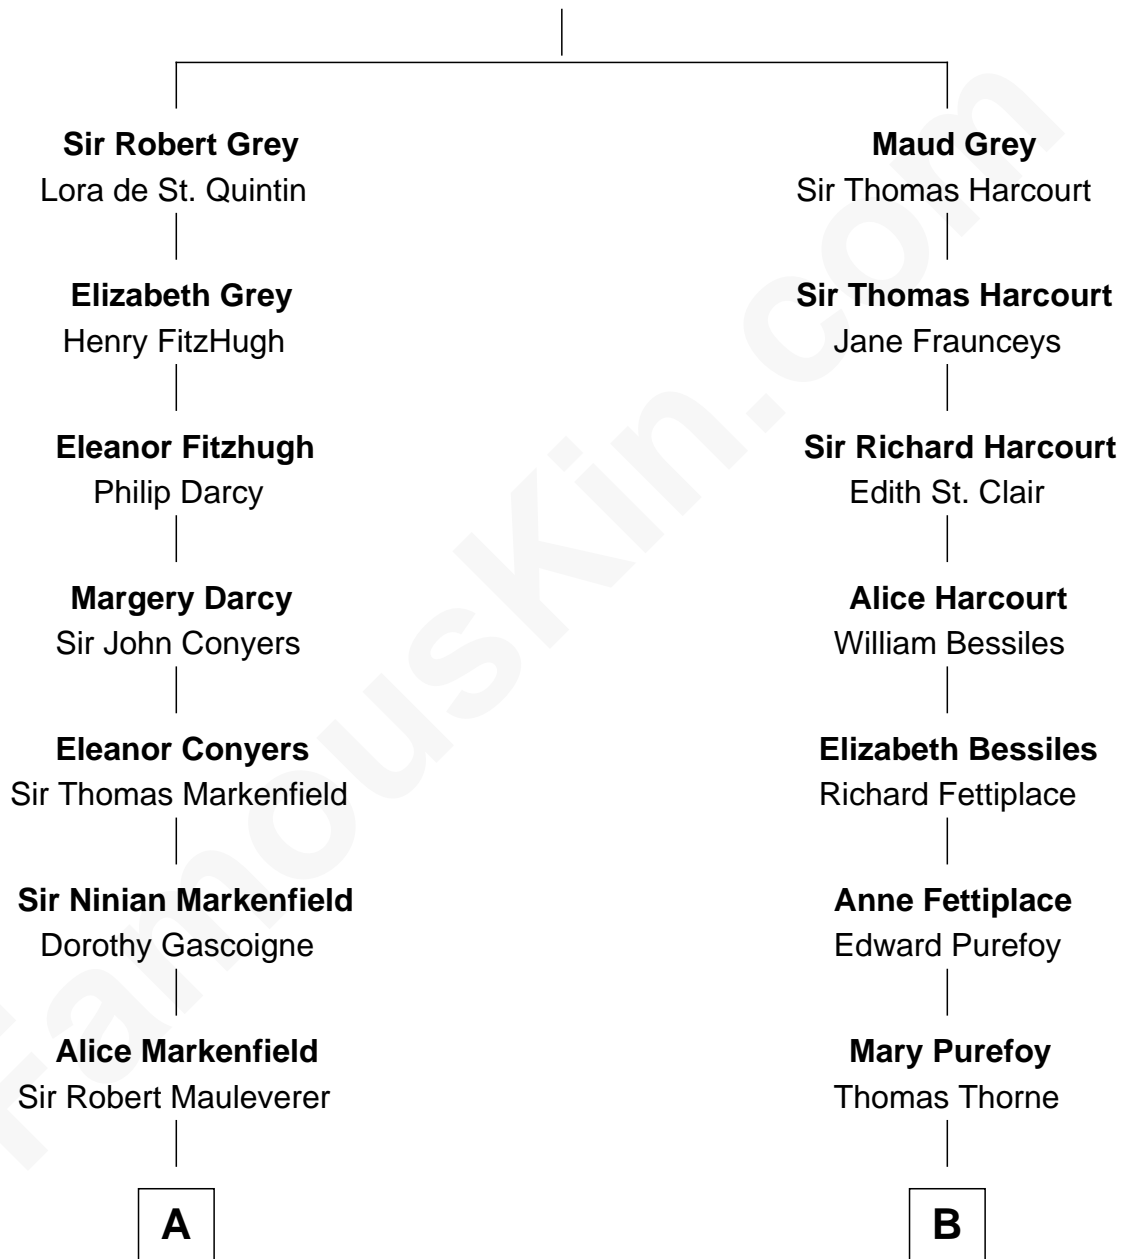 Sir Robert Grey
Lora de St. Quintin
Maud Grey
Sir Thomas Harcourt
Elizabeth Grey
Henry FitzHugh
Sir Thomas Harcourt
Jane Fraunceys
Eleanor Fitzhugh
Philip Darcy
Sir Richard Harcourt
Edith St. Clair
Margery Darcy
Sir John Conyers
Alice Harcourt
William Bessiles
Eleanor Conyers
Sir Thomas Markenfield
Elizabeth Bessiles
Richard Fettiplace
Sir Ninian Markenfield
Dorothy Gascoigne
Anne Fettiplace
Edward Purefoy
Alice Markenfield
Sir Robert Mauleverer
Mary Purefoy
Thomas Thorne
A
B
FamousKin.com